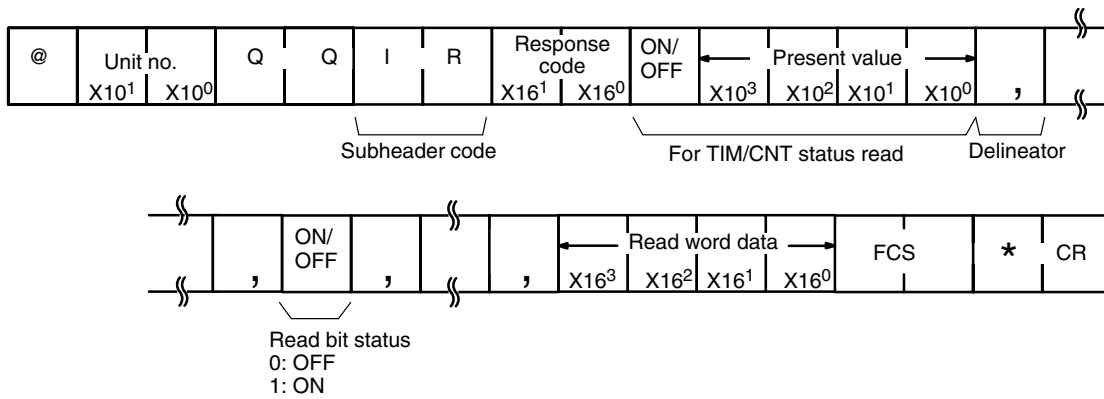 @ Unit no. Q Q I R Response code ON/OFF Present value ,
X10¹ X10⁰ X16¹ X16⁰ X10³ X10² X10¹ X10⁰
Subheader code For TIM/CNT status read Delineator
, ON/OFF , , Read word data FCS * CR
X16³ X16² X16¹ X16⁰
Read bit status
0: OFF
1: ON